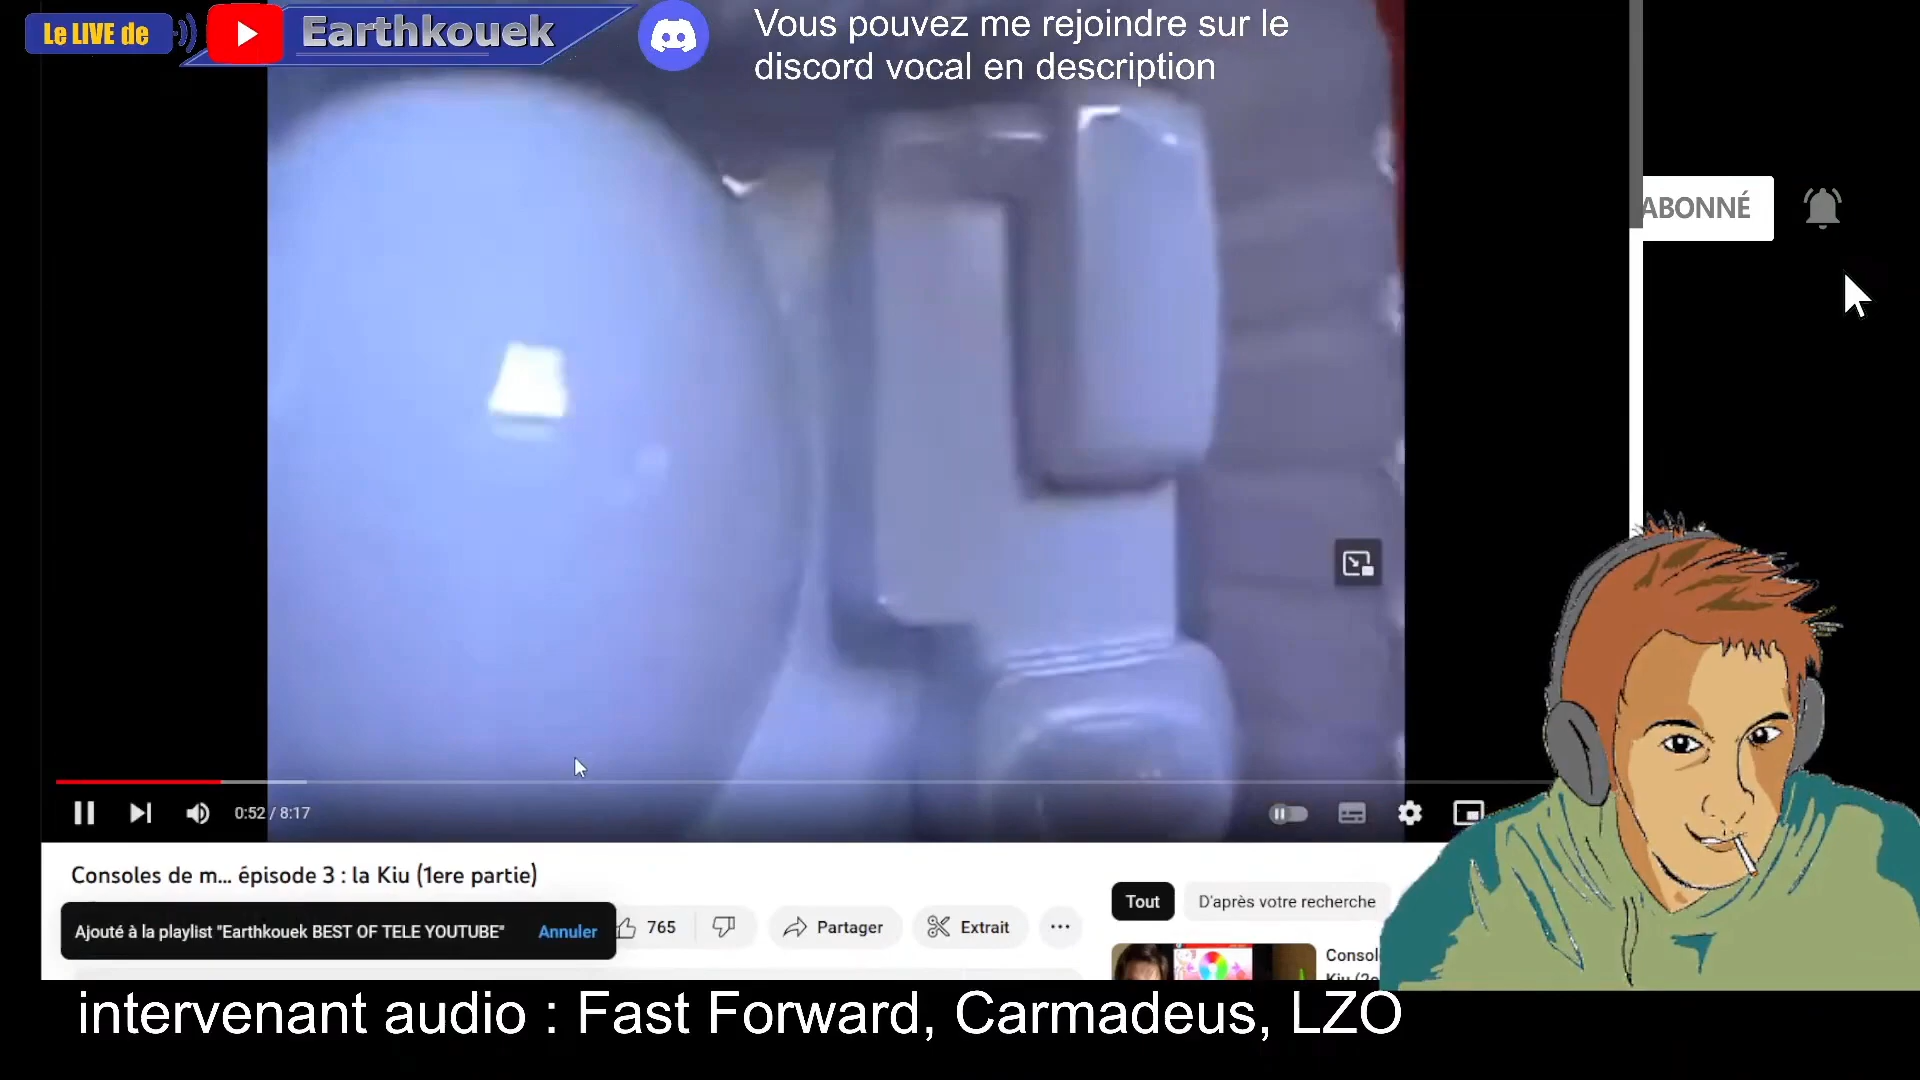 Le LIVE de
Earthkouek
Vous pouvez me rejoindre sur le
discord vocal en description
ABONNÉ
0:52 / 8:17
Consoles de m... épisode 3 : la Kiu (1ere partie)
Ajouté à la playlist "Earthkouek BEST OF TELE YOUTUBE" Annuler
765
Partager
Extrait
Tout
D'après votre recherche
intervenant audio : Fast Forward, Carmadeus, LZO